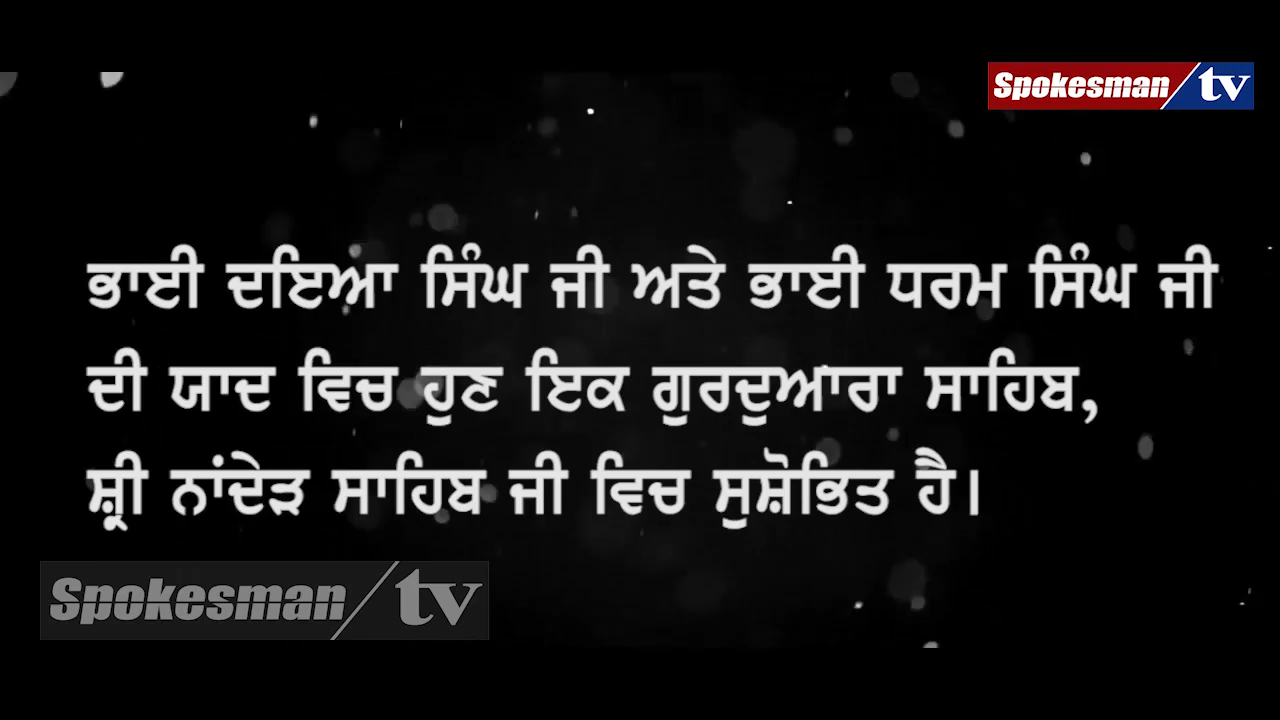 Spokesman tv
ਭਾਈ ਦਇਆ ਸਿੰਘ ਜੀ ਅਤੇ ਭਾਈ ਧਰਮ ਸਿੰਘ ਜੀ
ਦੀ ਯਾਦ ਵਿਚ ਹੁਣ ਇਕ ਗੁਰਦੁਆਰਾ ਸਾਹਿਬ,
ਸ਼੍ਰੀ ਨਾਂਦੇੜ ਸਾਹਿਬ ਜੀ ਵਿਚ ਸੁਸ਼ੋਭਿਤ ਹੈ।
Spokesman tv